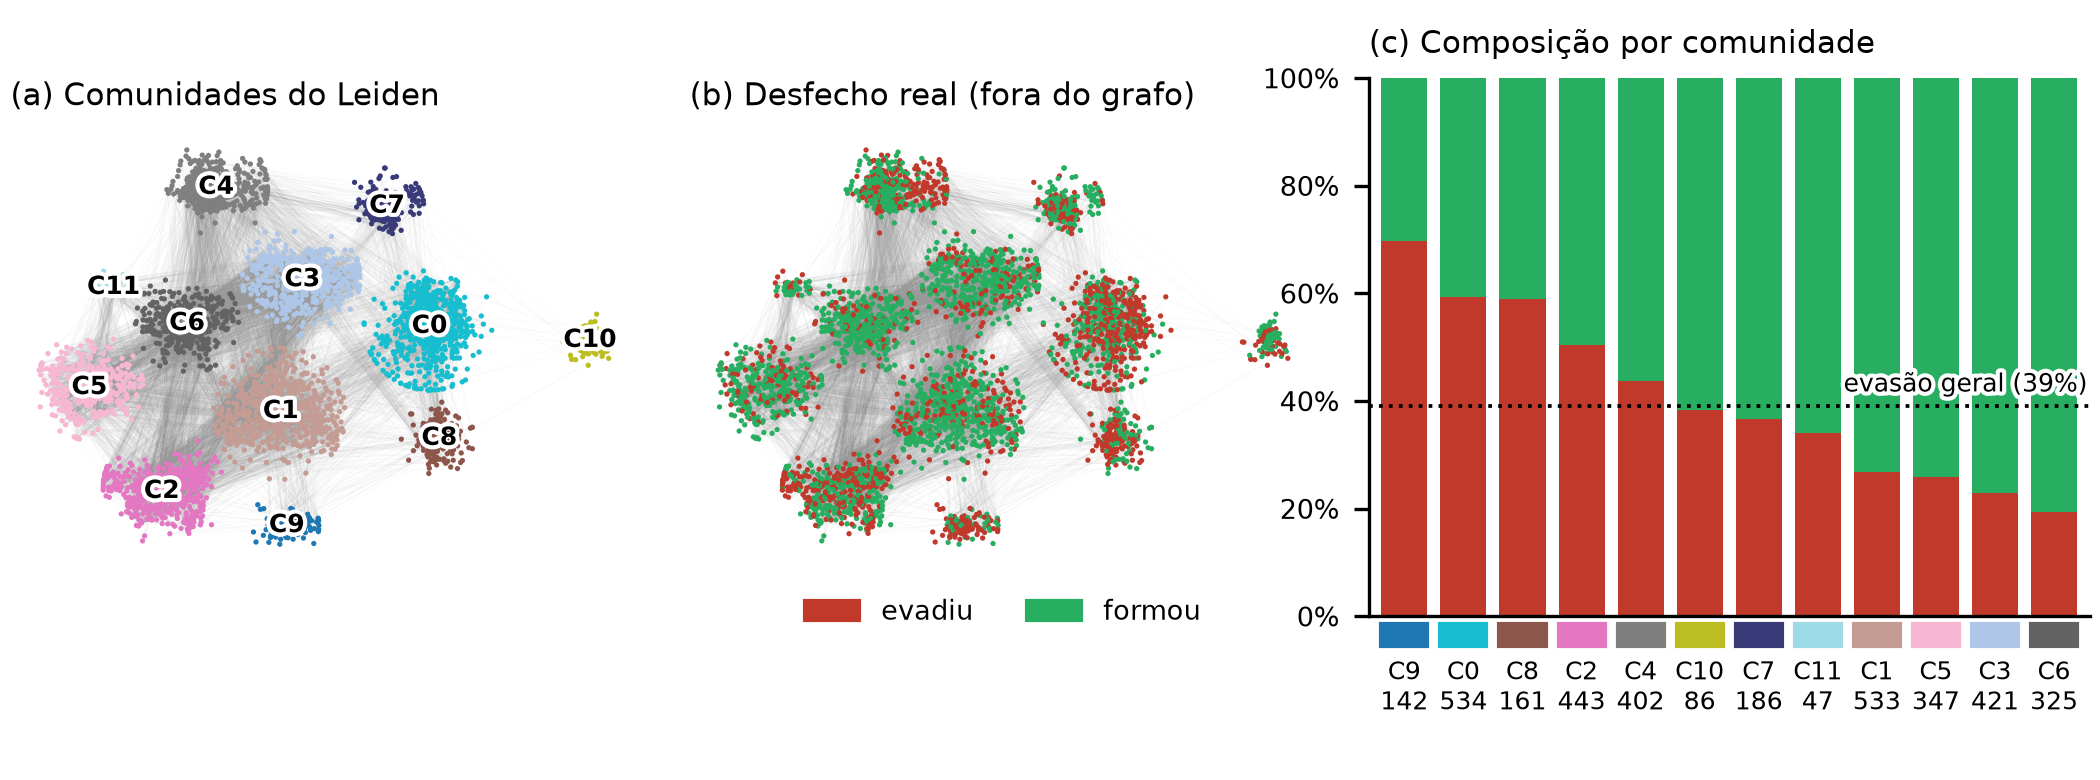 (a) Comunidades do Leiden
C4
C7
C3
C11
C6
C0
C10
C5
C1
C8
C2
C9
(b) Desfecho real (fora do grafo)
evadiu
formou
(c) Composição por comunidade
100%
80%
60%
40%
20%
0%
evasão geral (39%)
C9 C0 C8 C2 C4 C10 C7 C11 C1 C5 C3 C6
142 534 161 443 402 86 186 47 533 347 421 325